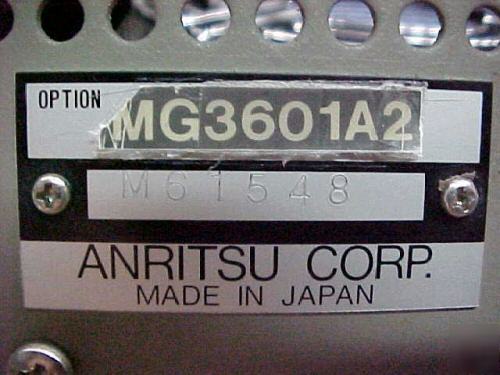 OPTION MG3601A2
M61548
ANRITSU CORP.
MADE IN JAPAN